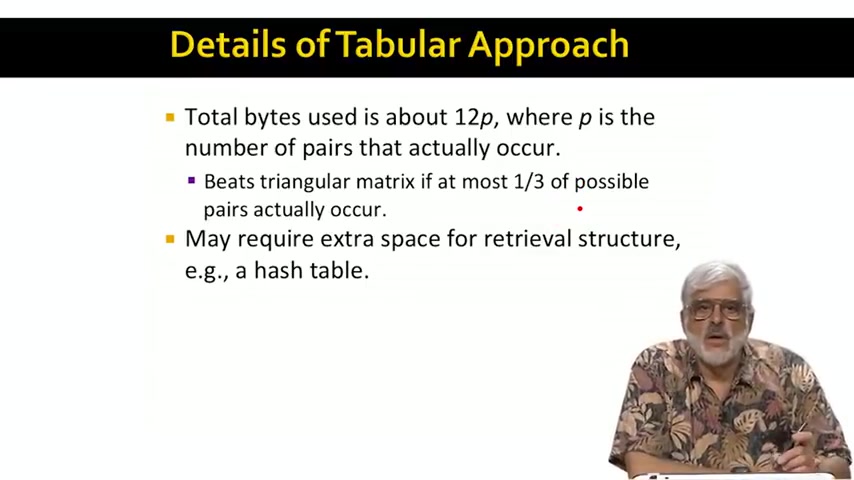 Details of Tabular Approach
Total bytes used is about 12p, where p is the
number of pairs that actually occur.
Beats triangular matrix if at most 1/3 of possible
pairs actually occur.
May require extra space for retrieval structure,
e.g., a hash table.